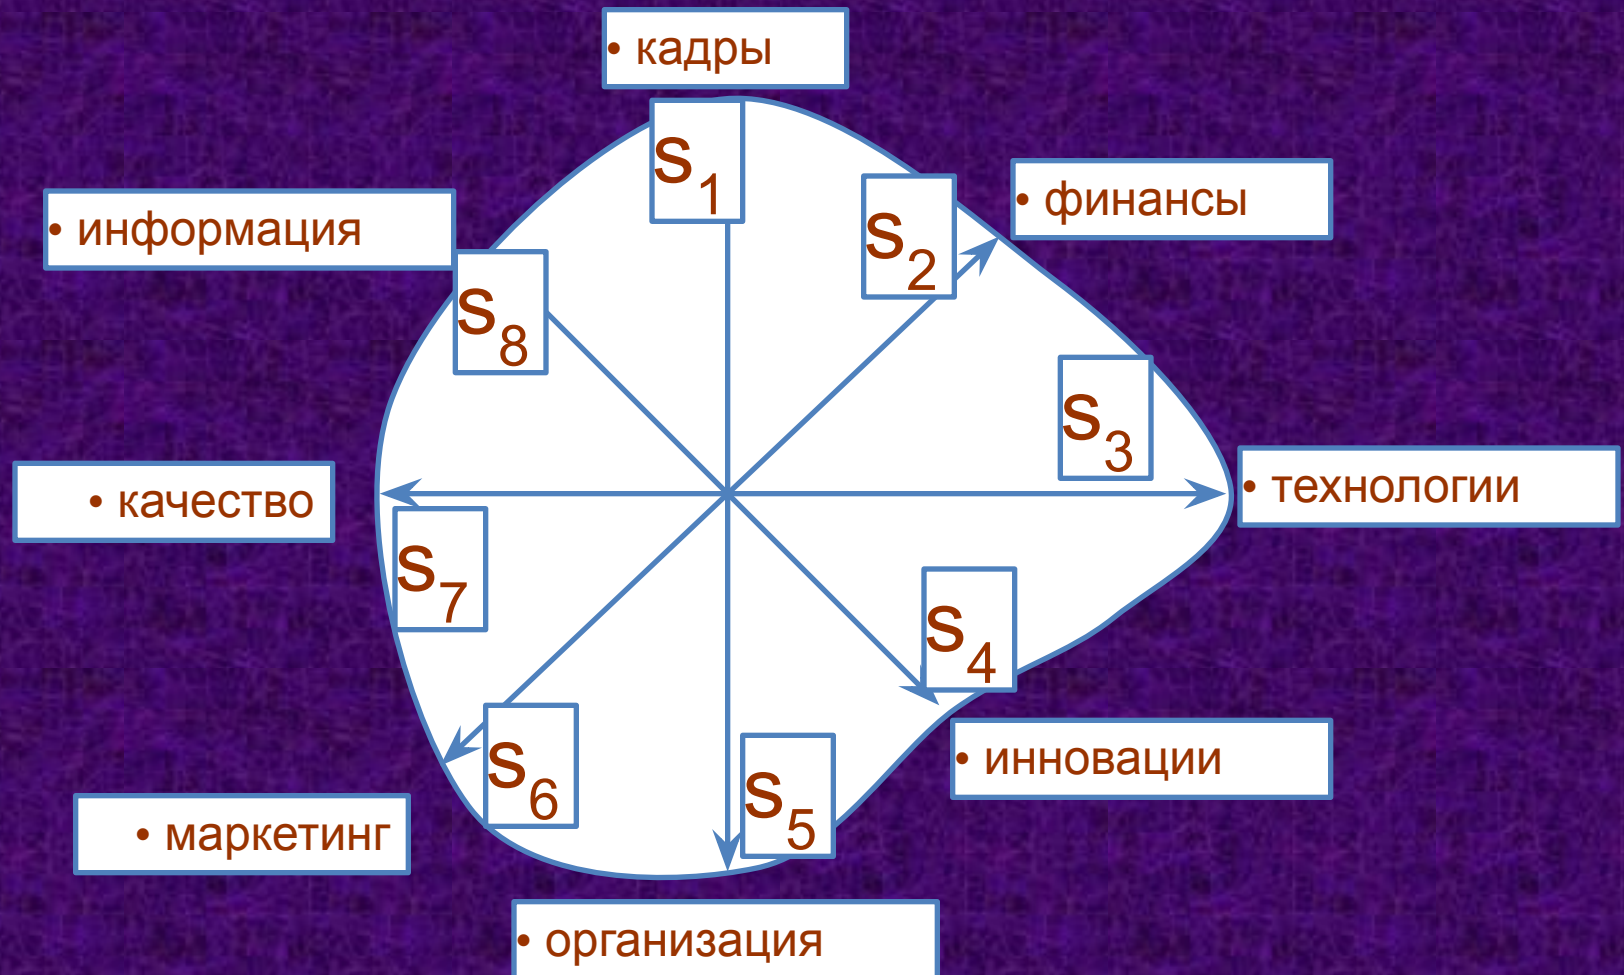 • кадры
s1
• финансы
s2
• информация
s8
s3
• технологии
• качество
s7
s4
• инновации
s6
s5
• маркетинг
• организация